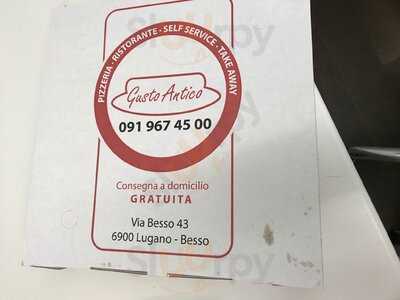 PIZZERIA - RISTORANTE - SELF SERVICE - TAKE AWAY
Gusto Antico
091 967 45 00
Consegna a domicilio
GRATUITA
Via Besso 43
6900 Lugano - Besso